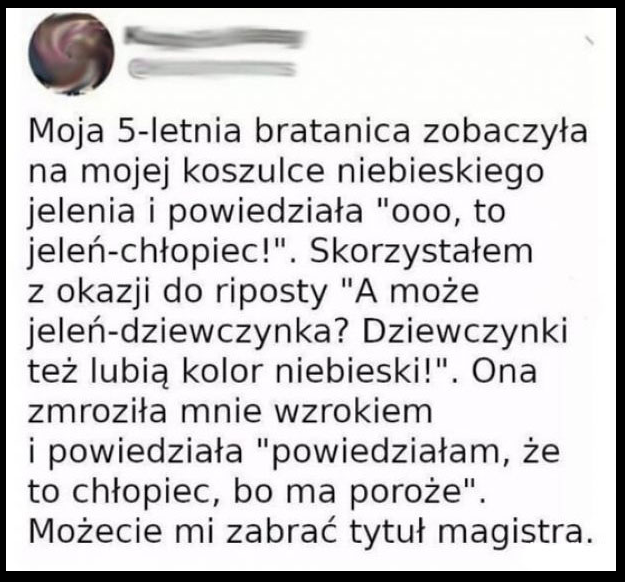 Moja 5-letnia bratanica zobaczyła
na mojej koszulce niebieskiego
jelenia i powiedziała "ooo, to
jeleń-chłopiec!". Skorzystałem
z okazji do riposty "A może
jeleń-dziewczynka? Dziewczynki
też lubią kolor niebieski!". Ona
zmroziła mnie wzrokiem
i powiedziała "powiedziałam, że
to chłopiec, bo ma poroże".
Możecie mi zabrać tytuł magistra.